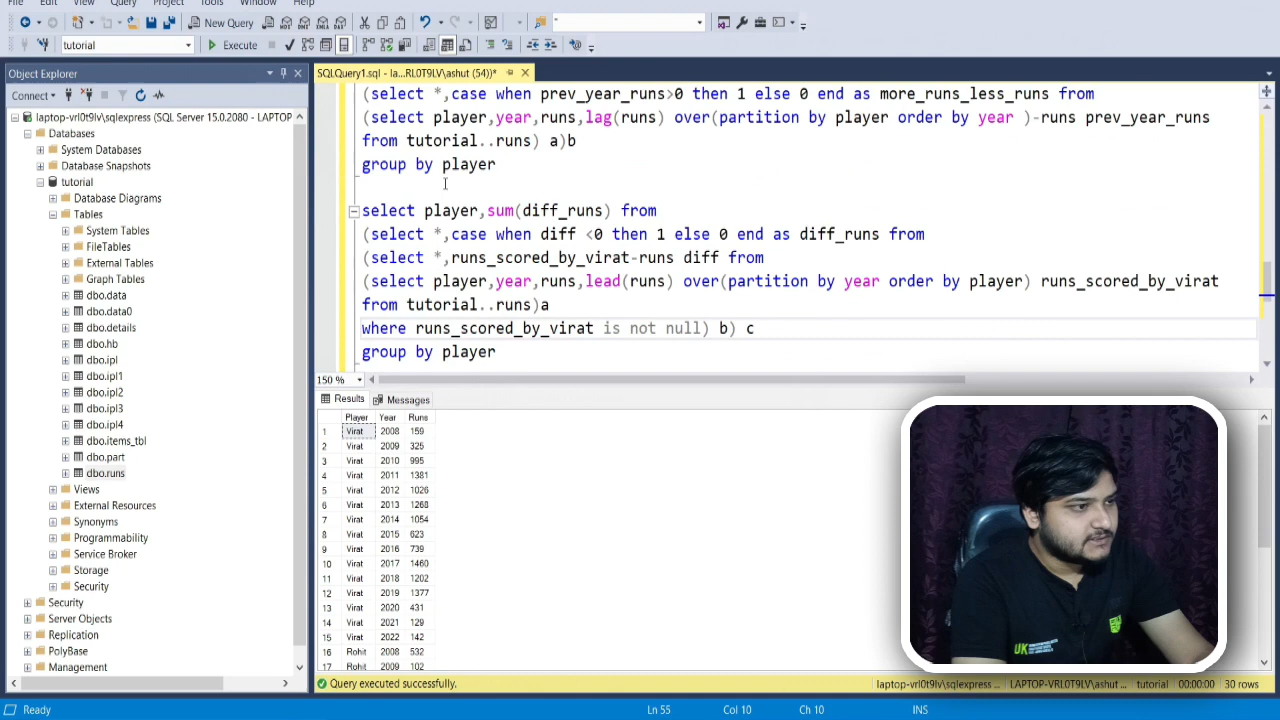 File Edit View Query Project Tools Window Help
New Query
tutorial
Execute
Object Explorer
SQLQuery1.sql - la...RL0T9LV\ashut (54))*
Connect
laptop-vrl0t9lv\sqlexpress (SQL Server 15.0.2080 - LAPTOP
Databases
System Databases
Database Snapshots
tutorial
Database Diagrams
Tables
System Tables
FileTables
External Tables
Graph Tables
dbo.data
dbo.data0
dbo.details
dbo.hb
dbo.ipl
dbo.ipl1
dbo.ipl2
dbo.ipl3
dbo.ipl4
dbo.items_tbl
dbo.part
dbo.runs
Views
External Resources
Synonyms
Programmability
Service Broker
Storage
Security
Security
Server Objects
Replication
PolyBase
Management
(select *,case when prev_year_runs>0 then 1 else 0 end as more_runs_less_runs from
(select player,year,runs,lag(runs) over(partition by player order by year )-runs prev_year_runs
from tutorial..runs) a)b
group by player
select player,sum(diff_runs) from
(select *,case when diff <0 then 1 else 0 end as diff_runs from
(select *,runs_scored_by_virat-runs diff from
(select player,year,runs,lead(runs) over(partition by year order by player) runs_scored_by_virat
from tutorial..runs)a
where runs_scored_by_virat is not null) b) c
group by player
150 %
Results Messages
Player Year Runs
1 Virat 2008 159
2 Virat 2009 325
3 Virat 2010 995
4 Virat 2011 1381
5 Virat 2012 1026
6 Virat 2013 1268
7 Virat 2014 1054
8 Virat 2015 623
9 Virat 2016 739
10 Virat 2017 1460
11 Virat 2018 1202
12 Virat 2019 1377
13 Virat 2020 431
14 Virat 2021 129
15 Virat 2022 142
16 Rohit 2008 532
17 Rohit 2009 102
UK
Query executed successfully.
laptop-vrl0t9lv\sqlexpress ... LAPTOP-VRL0T9LV\ashut ... tutorial 00:00:00 30 rows
Ready Ln 55 Col 10 Ch 10 INS